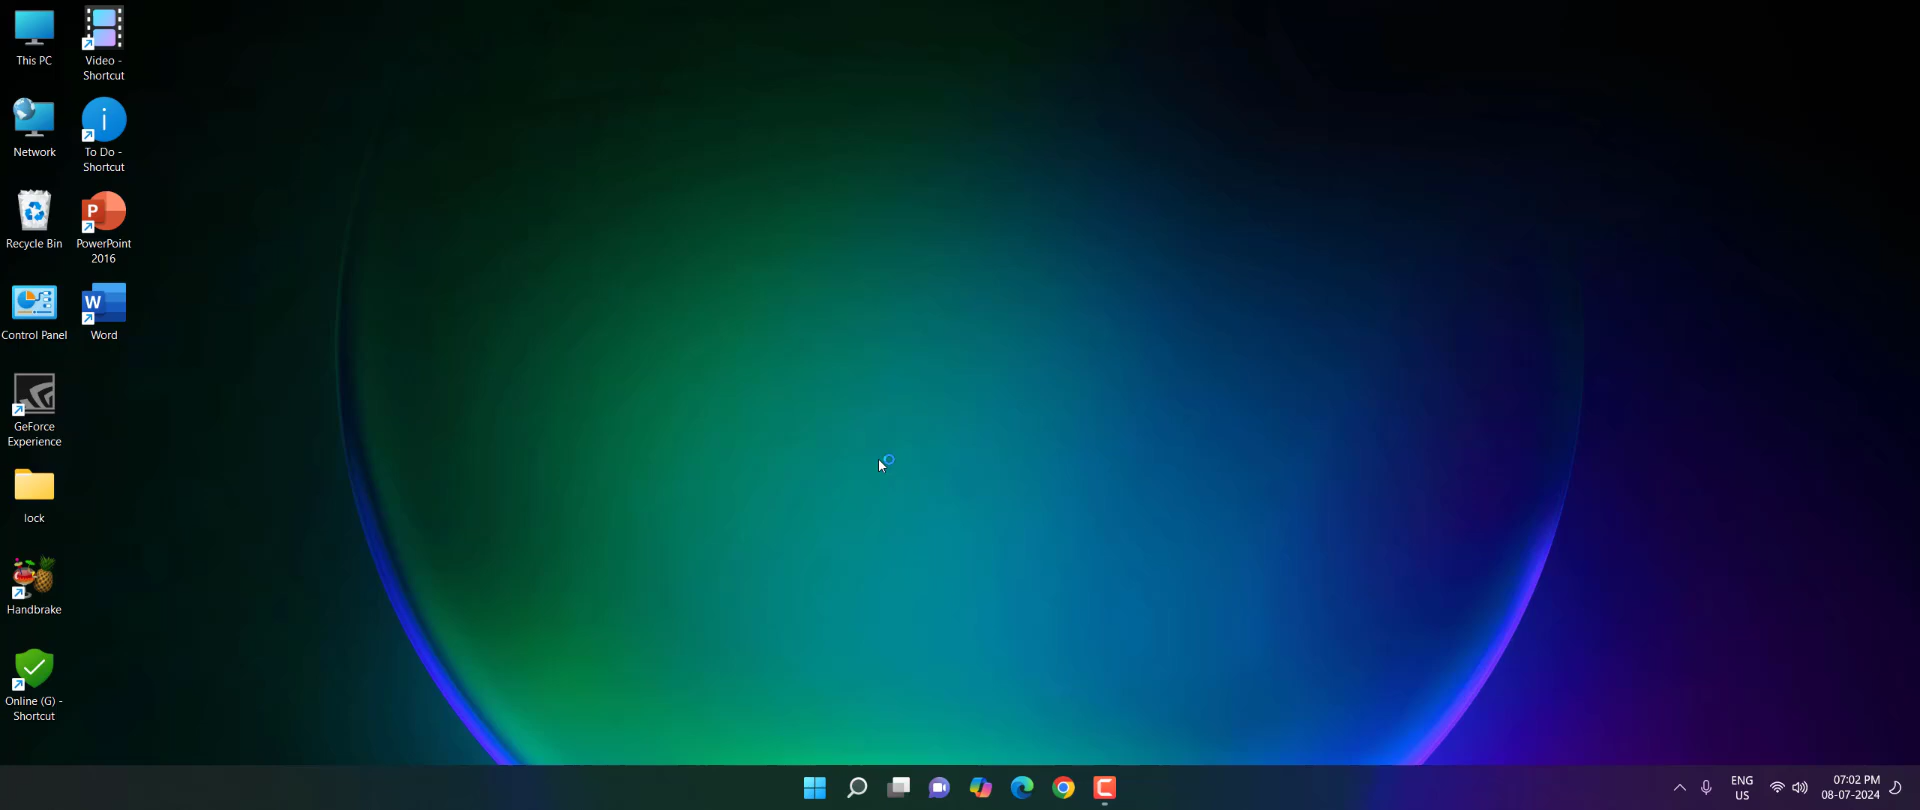 This PC
Video -
Shortcut
Network
i
To Do -
Shortcut
Recycle Bin
P
PowerPoint
2016
Control Panel
W
Word
GeForce
Experience
lock
Handbrake
Online (G) -
Shortcut
C
ENG
US
07:02 PM
08-07-2024